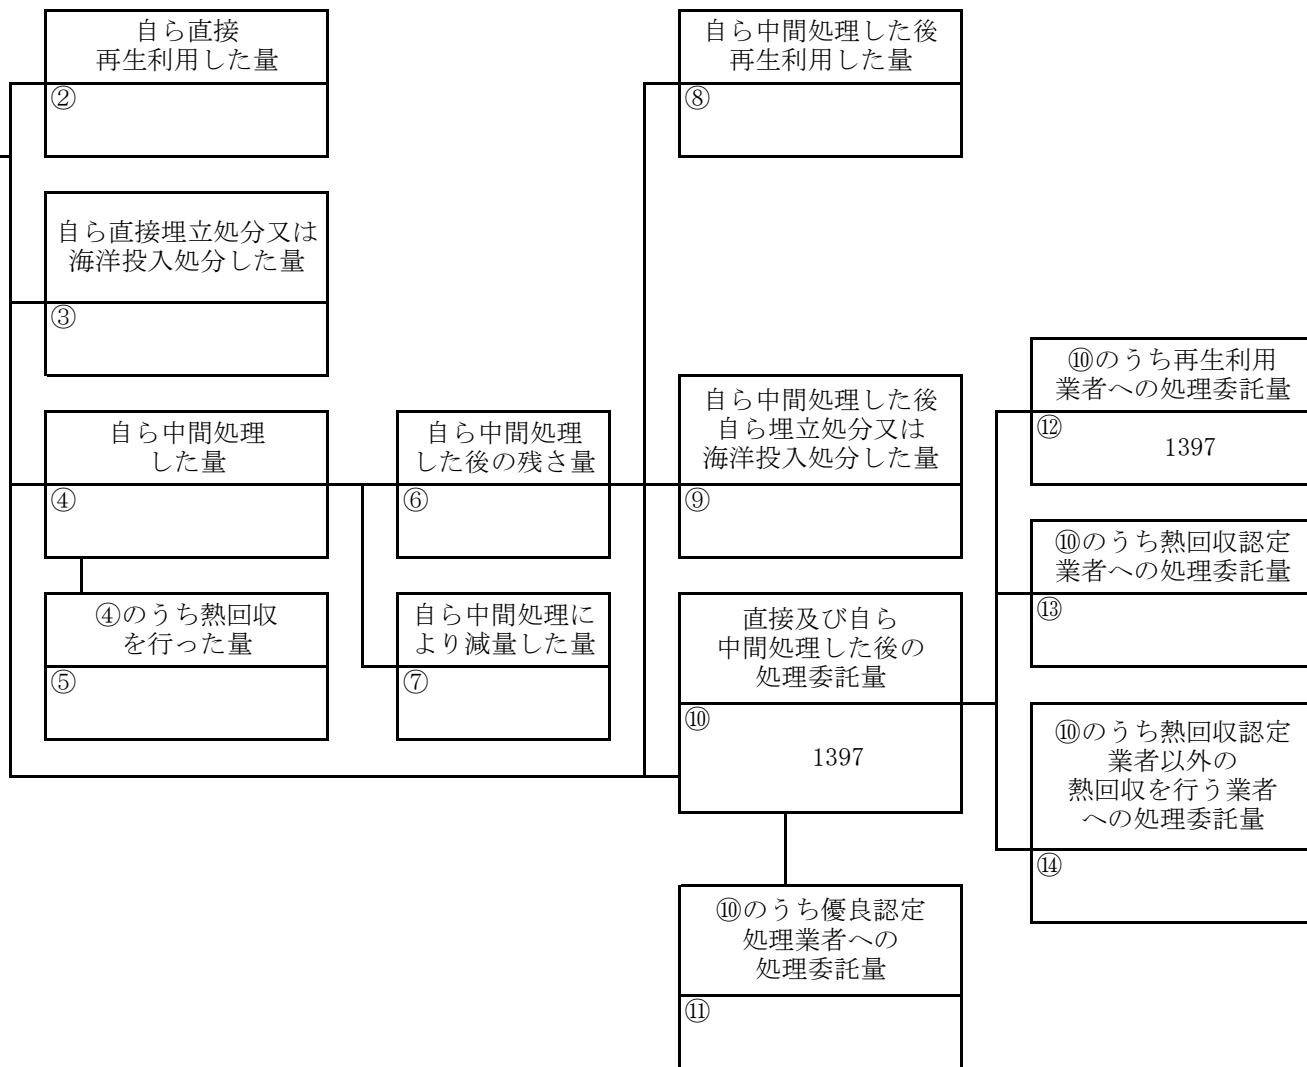 自ら直接
再生利用した量
②
自ら直接埋立処分又は
海洋投入処分した量
③
自ら中間処理
した量
④
④のうち熱回収
を行った量
⑤
自ら中間処理
した後の残さ量
⑥
自ら中間処理に
より減量した量
⑦
自ら中間処理した後
再生利用した量
⑧
自ら中間処理した後
自ら埋立処分又は
海洋投入処分した量
⑨
直接及び自ら
中間処理した後の
処理委託量
⑩
1397
⑩のうち優良認定
処理業者への
処理委託量
⑪
⑩のうち再生利用
業者への処理委託量
⑫
1397
⑩のうち熱回収認定
業者への処理委託量
⑬
⑩のうち熱回収認定
業者以外の
熱回収を行う業者
への処理委託量
⑭